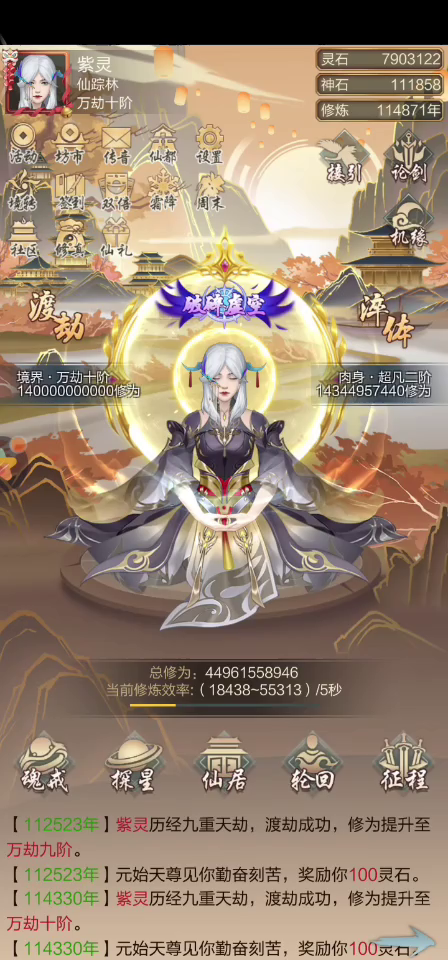 紫灵
仙踪林
万劫十阶
灵石 7903122
神石 111858
修炼 114871年
活动 坊市 传音 仙都 设置
接引 论剑
境转 签到 双倍 霜降 周末
机缘
社区 修真 仙礼
渡劫 破碎虚空 淬体
境界·万劫十阶
140000000000修为
肉身·超凡二阶
14344957440修为
总修为：44961558946
当前修炼效率:（18438~55313）/5秒
魂戒 探星 仙居 轮回 征程
【112523年】紫灵历经九重天劫，渡劫成功，修为提升至
万劫九阶。
【112523年】元始天尊见你勤奋刻苦，奖励你100灵石。
【114330年】紫灵历经九重天劫，渡劫成功，修为提升至
万劫十阶。
【114330年】元始天尊见你勤奋刻苦，奖励你100灵石。